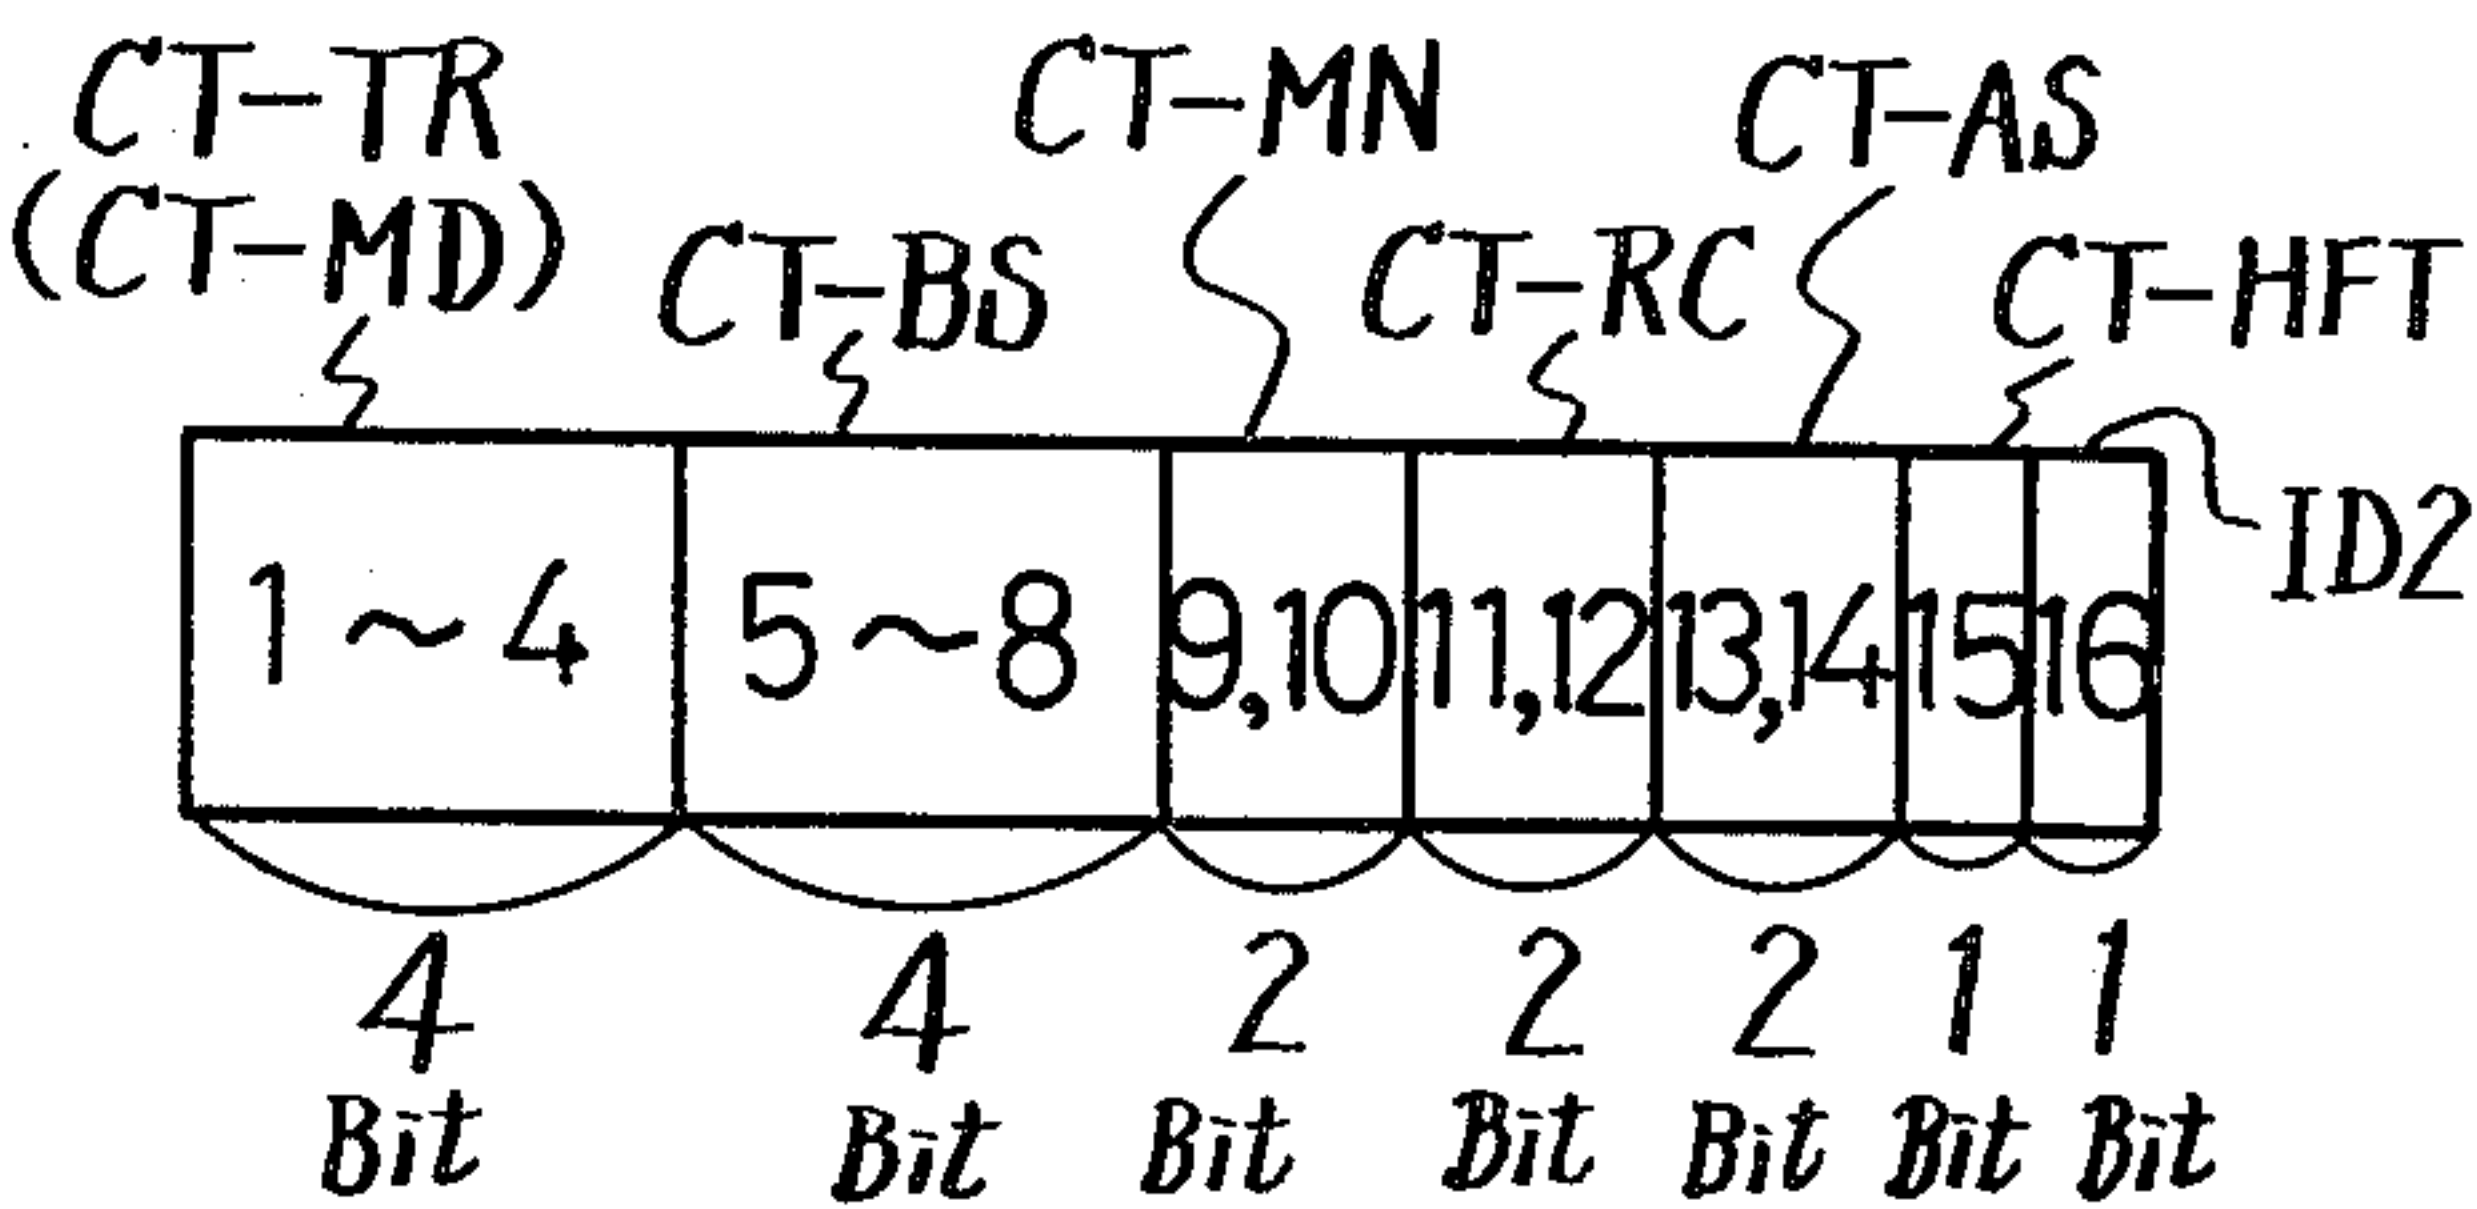 CT-TR
(CT-MD)
CT-BS
CT-MN
CT-RC
CT-AS
CT-HFT
ID2
1~4 5~8 9,10 11,12 13,14 15 16
4 4 2 2 2 1 1
Bit Bit Bit Bit Bit Bit Bit